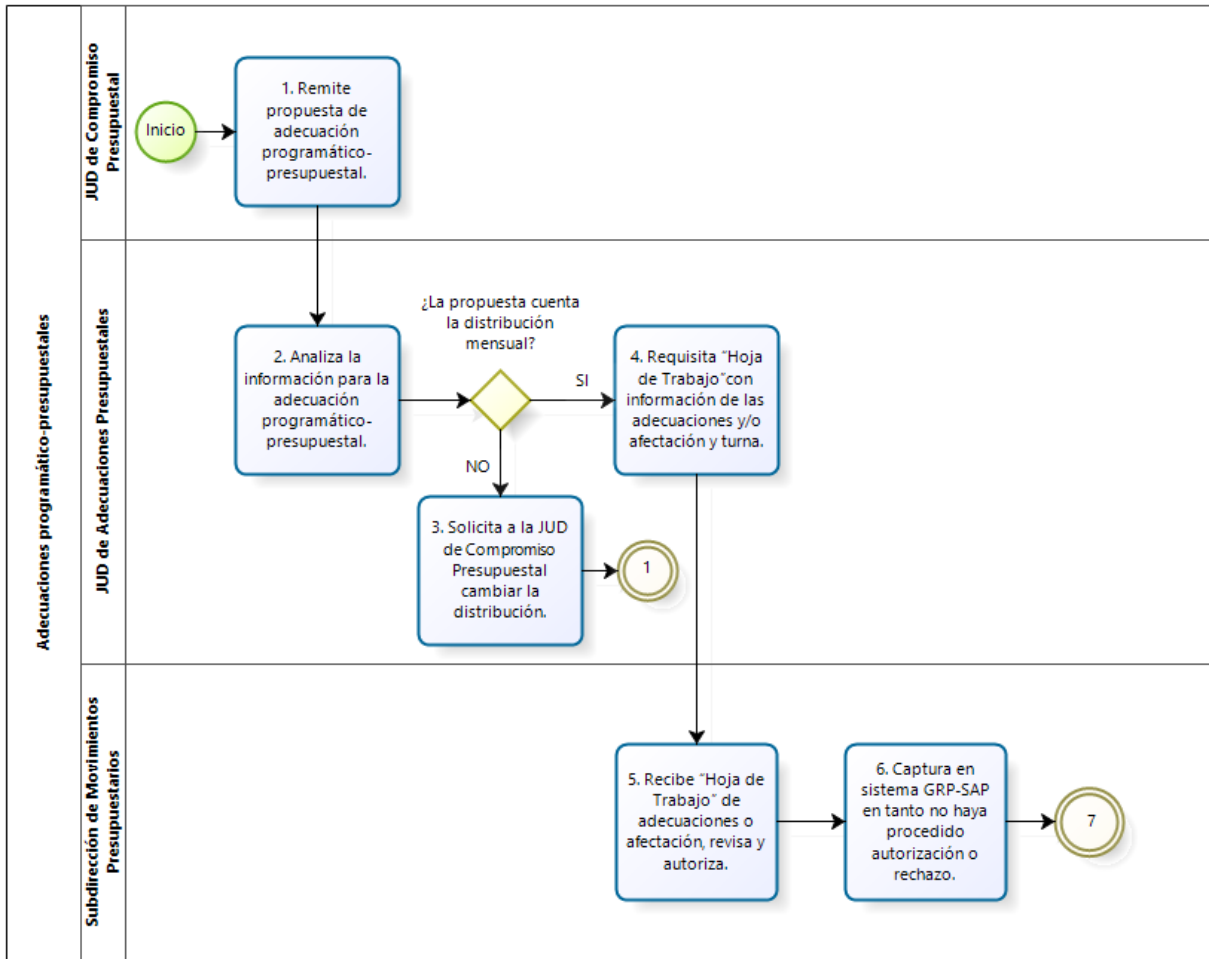 Adecuaciones programático-presupuestales
JUD de Compromiso
Presupuestal
Inicio
1. Remite
propuesta de
adecuación
programático-
presupuestal.
JUD de Adecuaciones Presupuestales
2. Analiza la
información para la
adecuación
programático-
presupuestal.
¿La propuesta cuenta
la distribución
mensual?
SI
NO
4. Requisita “Hoja
de Trabajo”con
información de las
adecuaciones y/o
afectación y turna.
3. Solicita a la JUD
de Compromiso
Presupuestal
cambiar la
distribución.
1
Subdirección de Movimientos
Presupuestarios
5. Recibe “Hoja de
Trabajo” de
adecuaciones o
afectación, revisa y
autoriza.
6. Captura en
sistema GRP-SAP
en tanto no haya
procedido
autorización o
rechazo.
7